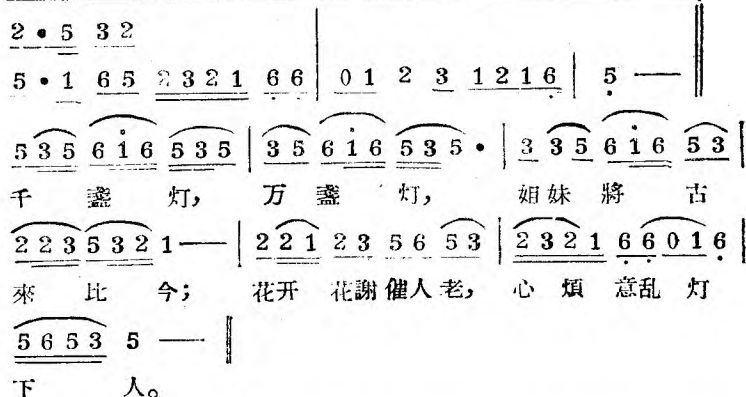 2 • 5 3 2
5 • 1 6 5 2 3 2 1 6 6 | 0 1 2 3 1 2 1 6 | 5 —
5 3 5 6 1 6 5 3 5 | 3 5 6 1 6 5 3 5 • | 3 3 5 6 1 6 5 3
千 盞 灯, 万 盞 灯, 姐妹 將 古
2 2 3 5 3 2 1 — | 2 2 1 2 3 5 6 5 3 | 2 3 2 1 6 6 0 1 6
來 比 今; 花开 花謝催人老, 心 煩 意乱 灯
5 6 5 3 5 —
下 人。